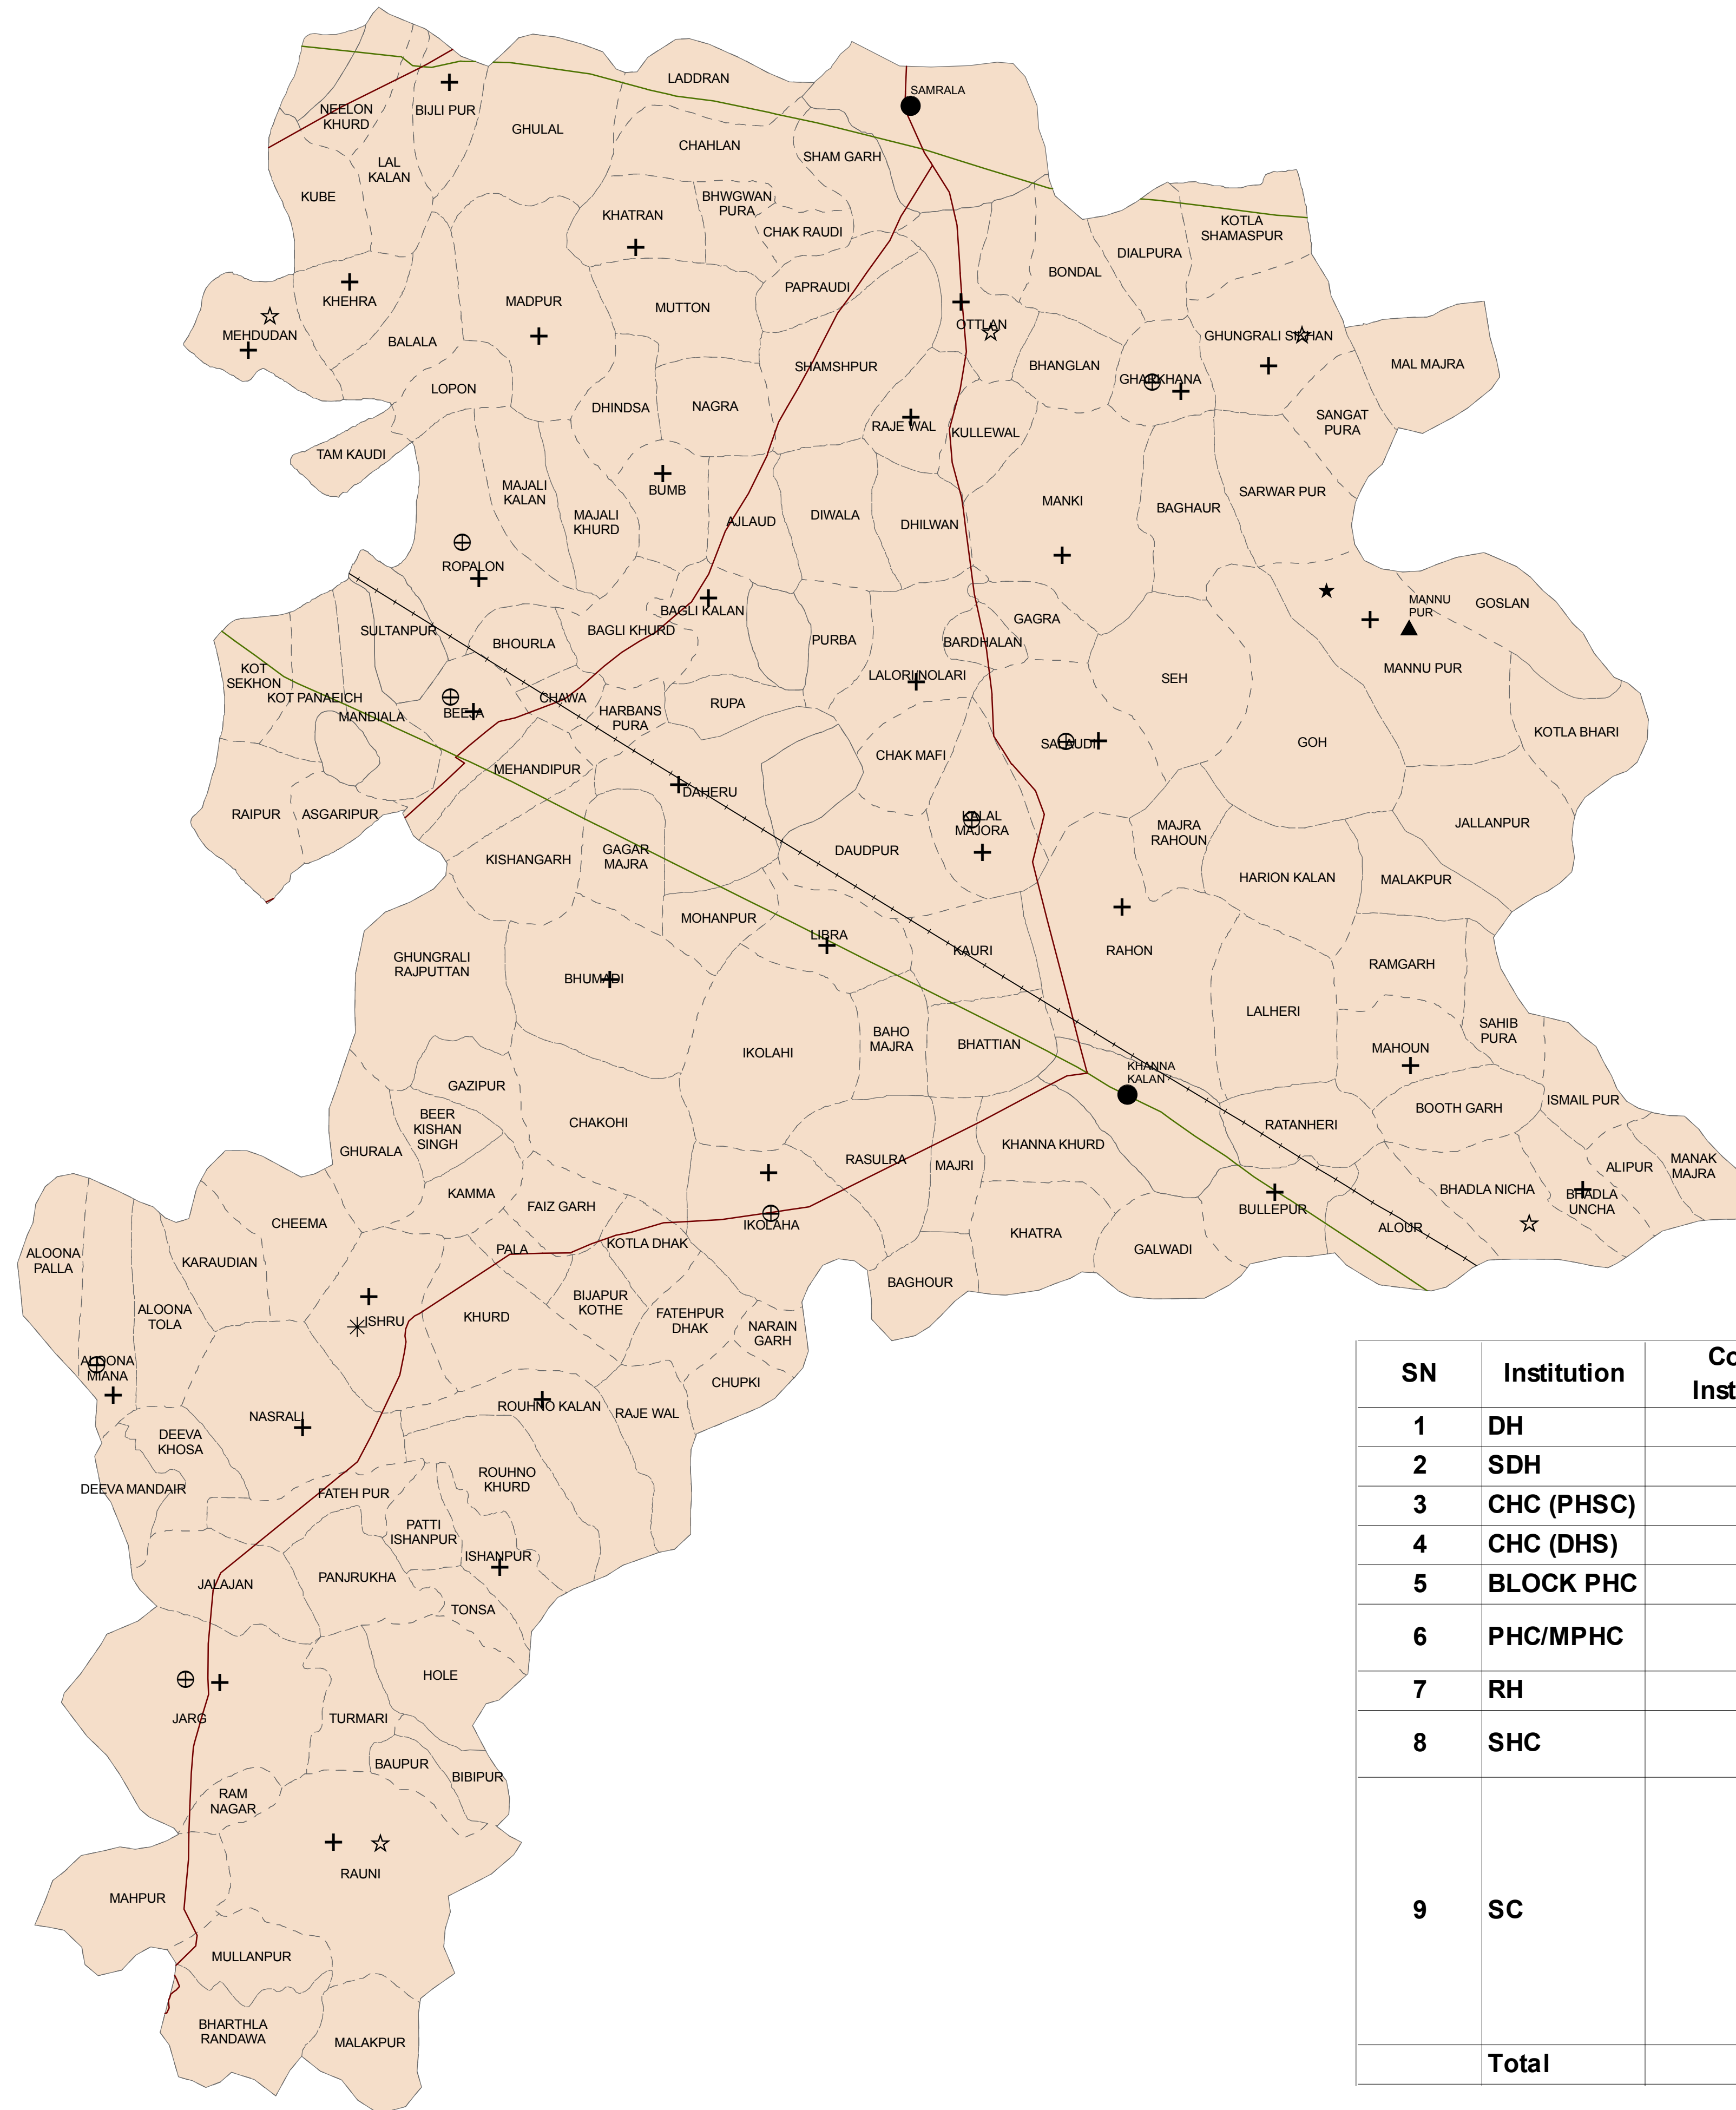 LADDRAN
SAMRALA
NEELON
KHURD
BIJLI PUR
GHULAL
CHAHLAN
SHAM GARH
LAL
KALAN
KUBE
KHATRAN
BHWGWAN
PURA
CHAK RAUDI
KOTLA
SHAMASPUR
DIALPURA
BONDAL
PAPRAUDI
KHEHRA
MADPUR
MUTTON
MEHDUDAN
BALALA
OTTLAN
GHUNGRALI SIKHAN
SHAMSHPUR
BHANGLAN
MAL MAJRA
GHARKHANA
LOPON
DHINDSA
NAGRA
RAJE WAL
KULLEWAL
SANGAT
PURA
TAM KAUDI
MAJALI
KALAN
BUMB
SARWAR PUR
MANKI
BAGHAUR
MAJALI
KHURD
AJLAUD
DIWALA
DHILWAN
ROPALON
MANNU
PUR
GOSLAN
BAGLI KALAN
GAGRA
SULTANPUR
BAGLI KHURD
BHOURLA
PURBA
BARDHALAN
KOT
SEKHON
LALORI NOLARI
SEH
MANNU PUR
KOT PANAEICH
CHAWA
RUPA
MANDIALA
BEEJA
HARBANS
PURA
KOTLA BHARI
SALAUDI
GOH
CHAK MAFI
MEHANDIPUR
DAHERU
RAIPUR
ASGARIPUR
KALAL
MAJORA
MAJRA
RAHOUN
JALLANPUR
KISHANGARH
GAGAR
MAJRA
DAUDPUR
HARION KALAN
MALAKPUR
MOHANPUR
LIBRA
KAURI
RAHON
GHUNGRALI
RAJPUTTAN
BHUMADI
RAMGARH
LALHERI
IKOLAHI
BAHO
MAJRA
BHATTIAN
SAHIB
PURA
MAHOUN
KHANNA
KALAN
GAZIPUR
BOOTH GARH
ISMAIL PUR
BEER
KISHAN
SINGH
CHAKOHI
RATANHERI
GHURALA
KHANNA KHURD
RASULRA
MAJRI
ALIPUR
MANAK
MAJRA
KAMMA
FAIZ GARH
BHADLA NICHA
BHADLA
UNCHA
BULLEPUR
CHEEMA
IKOLAHA
KHATRA
ALOUR
ALOONA
PALLA
KARAUDIAN
PALA
KOTLA DHAK
GALWADI
BAGHOUR
ALOONA
TOLA
BIJAPUR
KOTHE
ISHRU
KHURD
FATEHPUR
DHAK
NARAIN
GARH
ALOONA
MIANA
CHUPKI
NASRALI
ROUHNO KALAN
RAJE WAL
DEEVA
KHOSA
ROUHNO
KHURD
DEEVA MANDAIR
FATEH PUR
PATTI
ISHANPUR
ISHANPUR
JALAJAN
PANJRUKHA
TONSA
HOLE
JARG
TURMARI
BAUPUR
BIBIPUR
RAM
NAGAR
RAUNI
MAHPUR
MULLANPUR
BHARTHLA
RANDAWA
MALAKPUR
SN Institution
1 DH
2 SDH
3 CHC (PHSC)
4 CHC (DHS)
5 BLOCK PHC
6 PHC/MPHC
7 RH
8 SHC
9 SC
Total